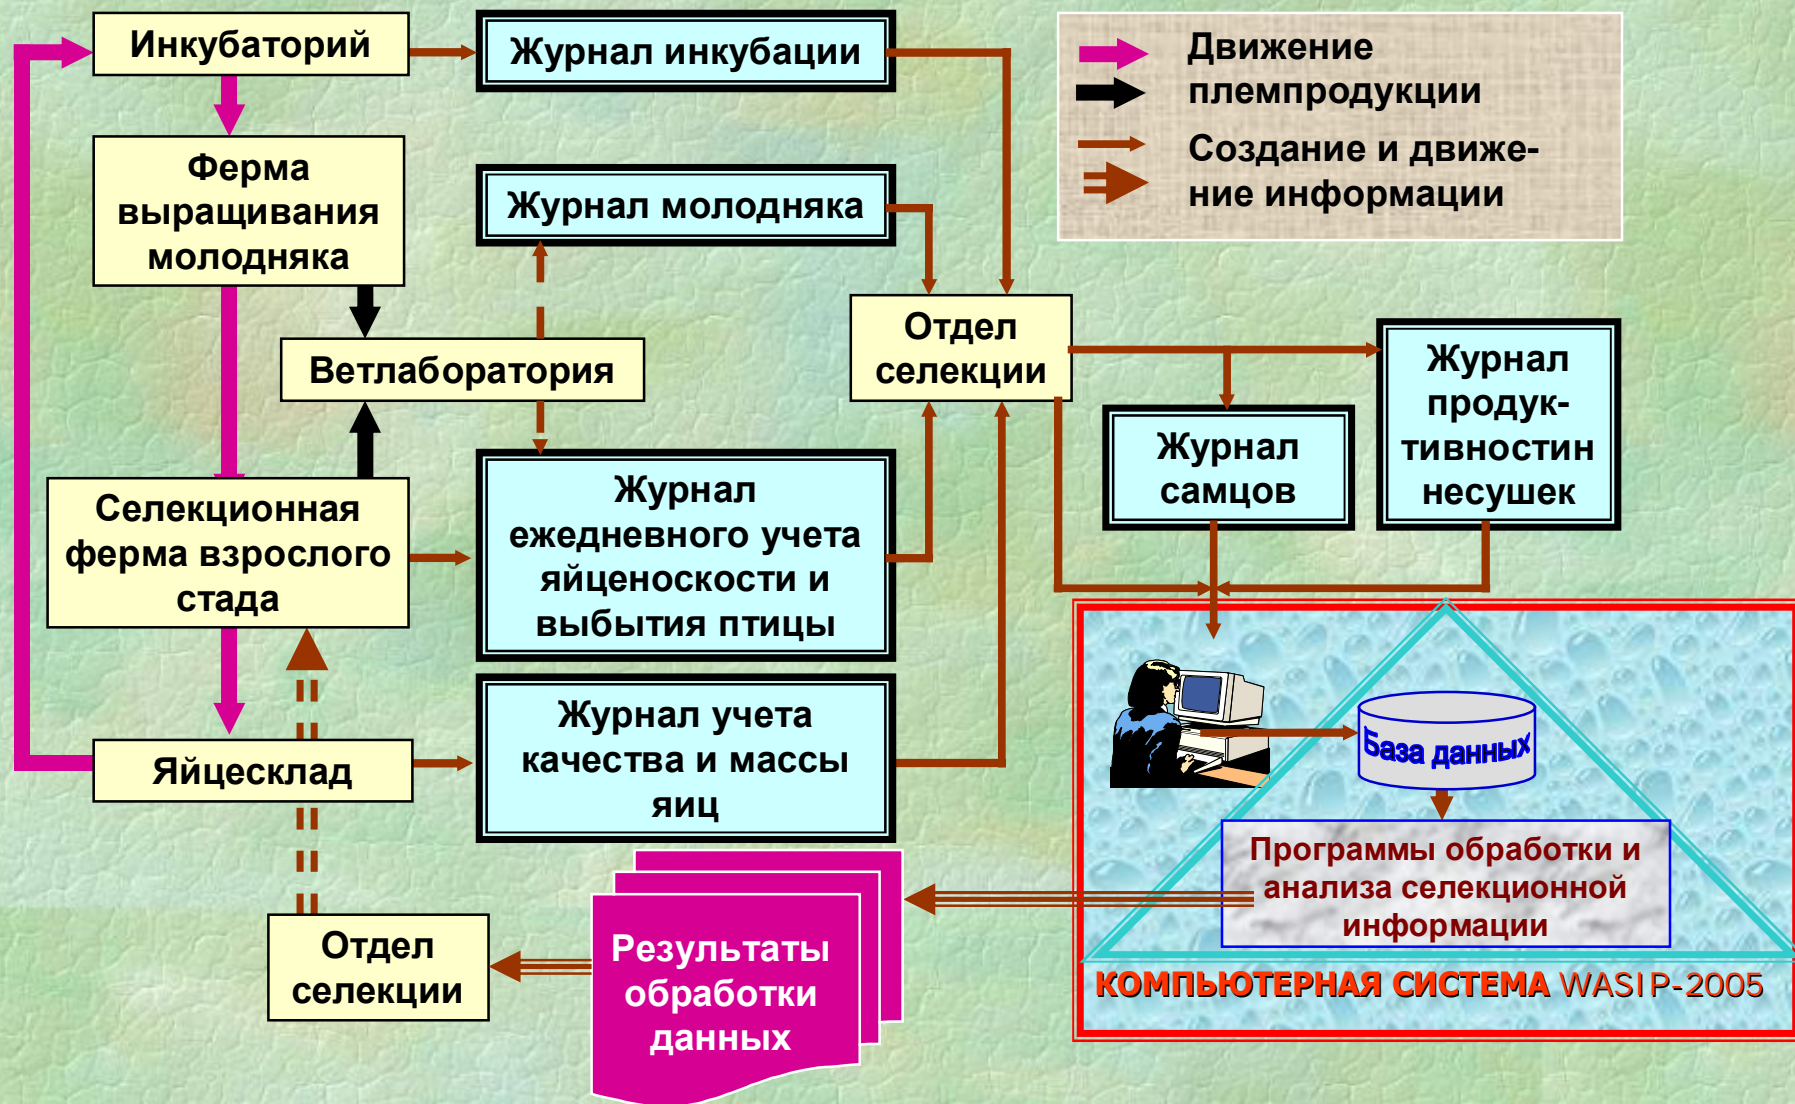 Инкубаторий
Журнал инкубации
Движение
племпродукции
Создание и движе-
ние информации
Ферма
выращивания
молодняка
Журнал молодняка
Ветлаборатория
Отдел
селекции
Журнал
самцов
Журнал
продук-
тивностин
несушек
Селекционная
ферма взрослого
стада
Журнал
ежедневного учета
яйценоскости и
выбытия птицы
Яйцесклад
Журнал учета
качества и массы
яиц
База данных
Программы обработки и
анализа селекционной
информации
КОМПЬЮТЕРНАЯ СИСТЕМА WASIP-2005
Результаты
обработки
данных
Отдел
селекции